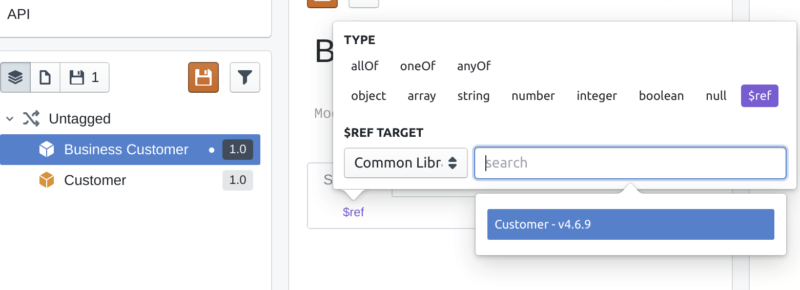 API
1
Untagged
Business Customer 1.0
Customer 1.0
B
Mo
S
$ref
TYPE
allOf oneOf anyOf
object array string number integer boolean null $ref
$REF TARGET
Common Libr
search
Customer - v4.6.9